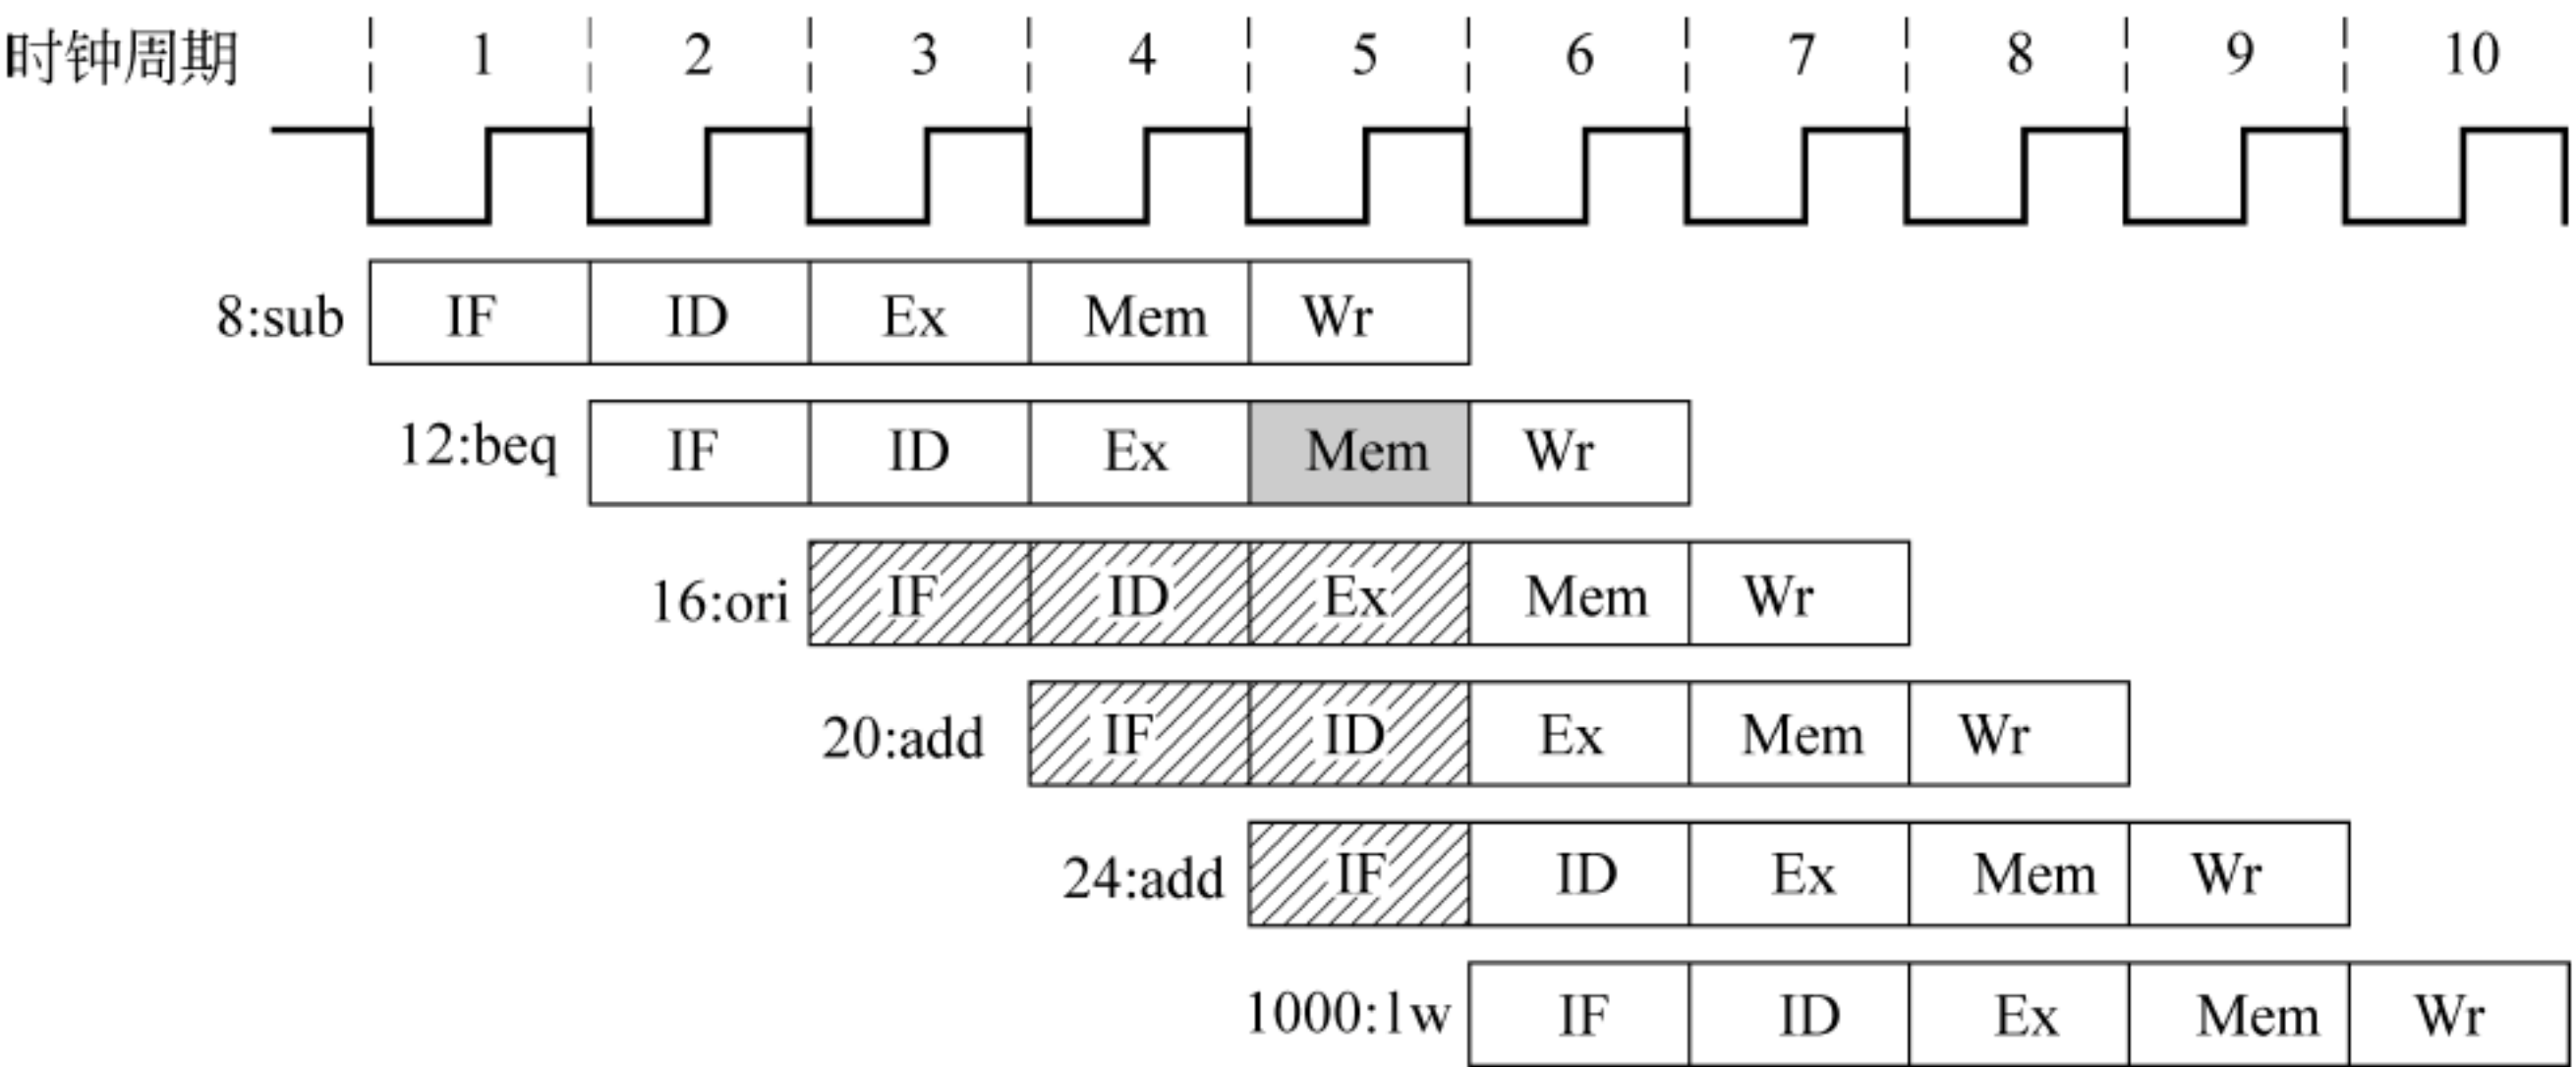 时钟周期 1 2 3 4 5 6 7 8 9 10
8:sub IF ID Ex Mem Wr
12:beq IF ID Ex Mem Wr
16:ori IF ID Ex Mem Wr
20:add IF ID Ex Mem Wr
24:add IF ID Ex Mem Wr
1000:lw IF ID Ex Mem Wr